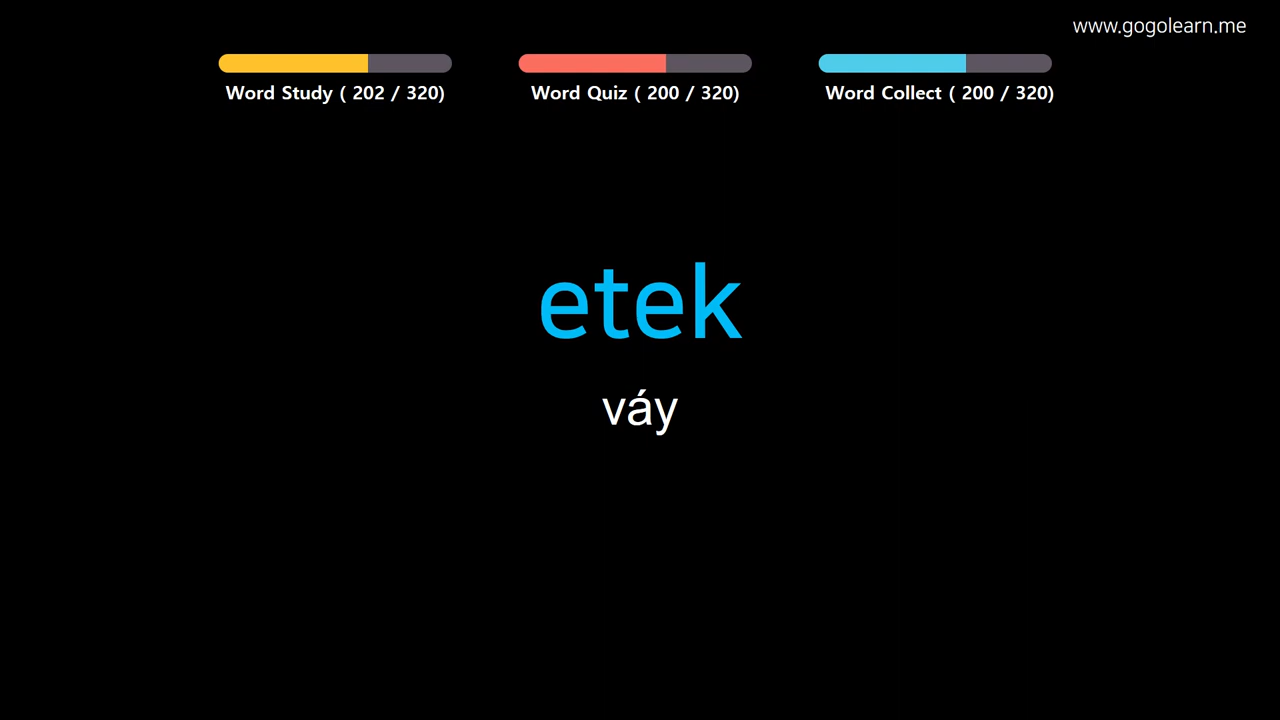 www.gogolearn.me
Word Study ( 202 / 320)
Word Quiz ( 200 / 320)
Word Collect ( 200 / 320)
etek
váy